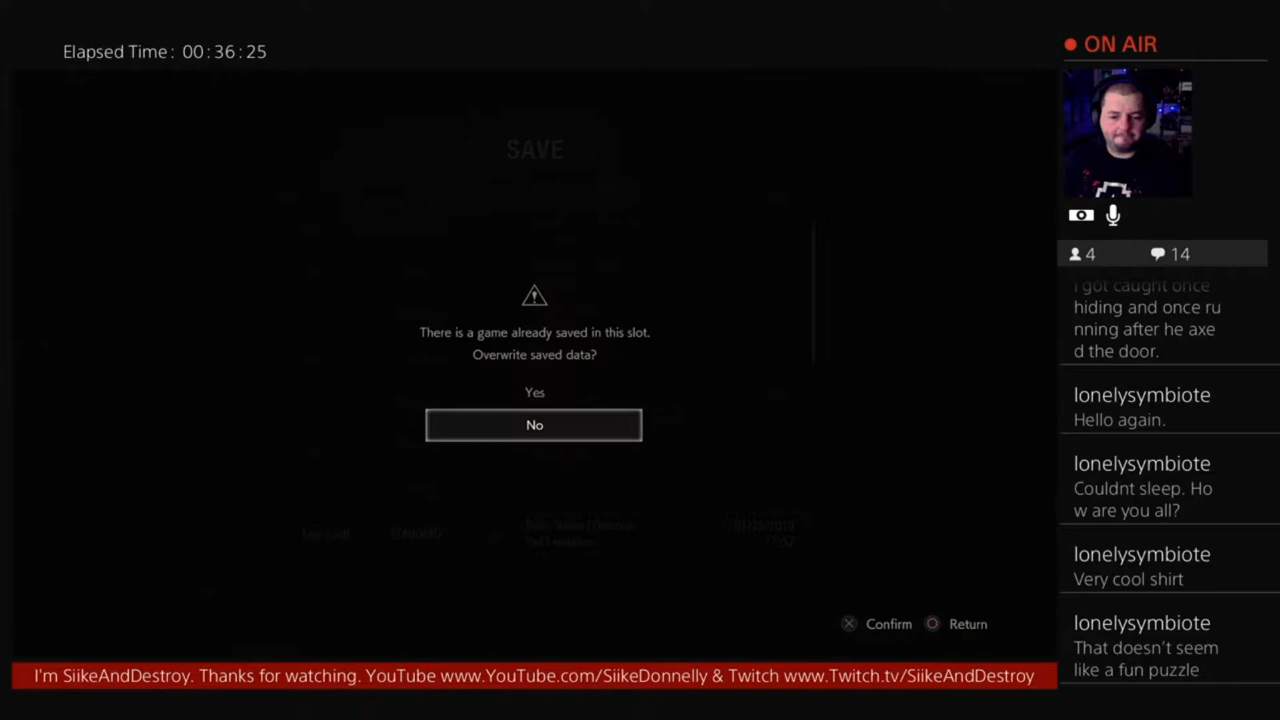 Elapsed Time: 00:36:25
ON AIR
SAVE
There is a game already saved in this slot.
Overwrite saved data?
Yes
No
Confirm
Return
4
14
I got caught once
hiding and once ru
nning after he axe
d the door.
lonelysymbiote
Hello again.
lonelysymbiote
Couldnt sleep. Ho
w are you all?
lonelysymbiote
Very cool shirt
lonelysymbiote
That doesn't seem
like a fun puzzle
I'm SiikeAndDestroy. Thanks for watching. YouTube www.YouTube.com/SiikeDonnelly & Twitch www.Twitch.tv/SiikeAndDestroy